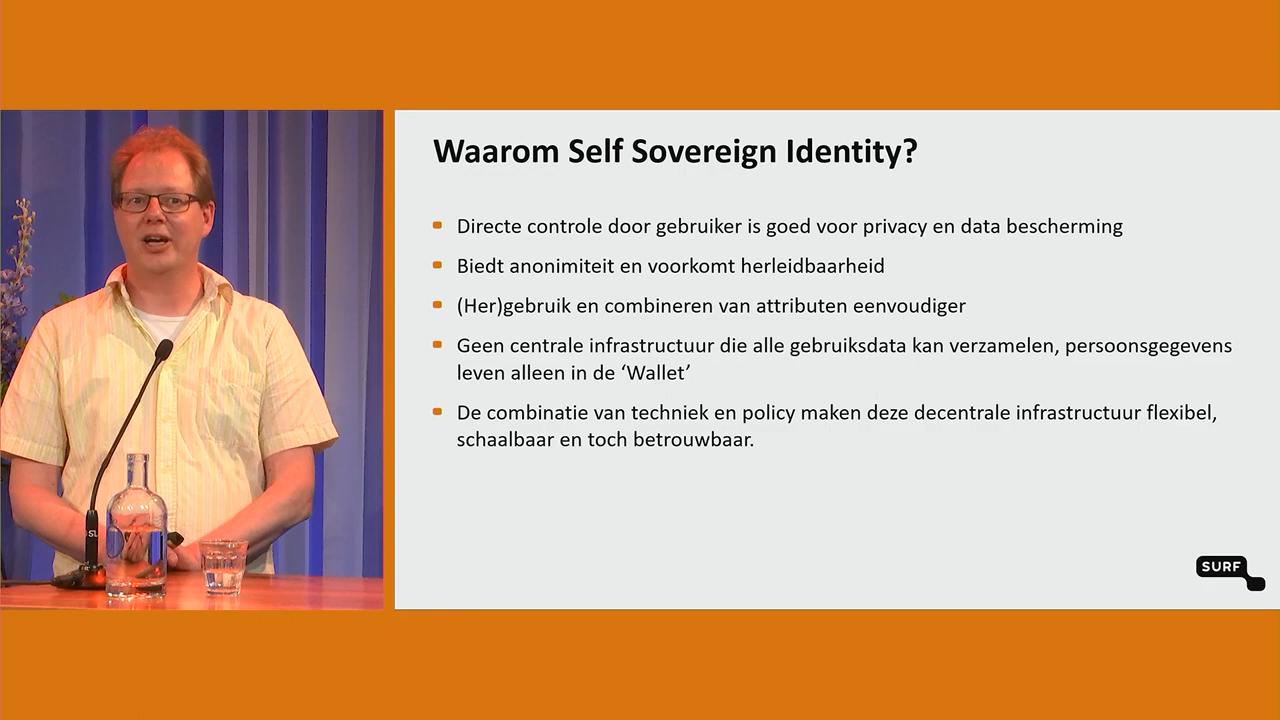 Waarom Self Sovereign Identity?
Directe controle door gebruiker is goed voor privacy en data bescherming
Biedt anonimiteit en voorkomt herleidbaarheid
(Her)gebruik en combineren van attributen eenvoudiger
Geen centrale infrastructuur die alle gebruiksdata kan verzamelen, persoonsgegevens
leven alleen in de ‘Wallet’
De combinatie van techniek en policy maken deze decentrale infrastructuur flexibel,
schaalbaar en toch betrouwbaar.
SURF